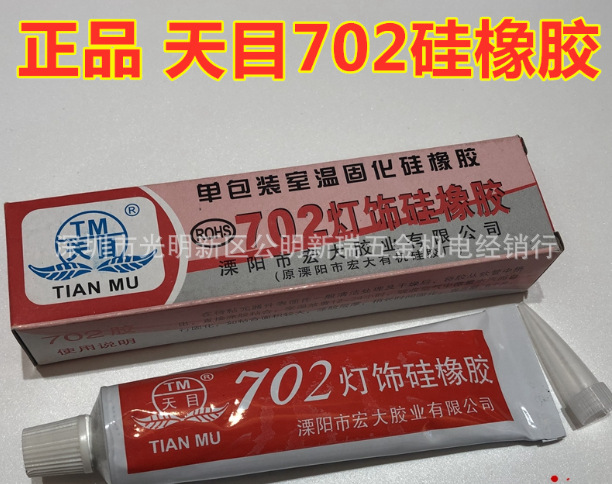 正品 天目702硅橡胶
单包装室温固化硅橡胶
TM
®
天目
TIAN MU
ROHS
702灯饰硅橡胶
溧阳市宏大胶业有限公司
(原溧阳市宏大有机硅厂)
深圳市光明新区公明新瑞五金机电经销行
702胶
使用说明
TM
®
天目
TIAN MU
702灯饰硅橡胶
溧阳市宏大胶业有限公司